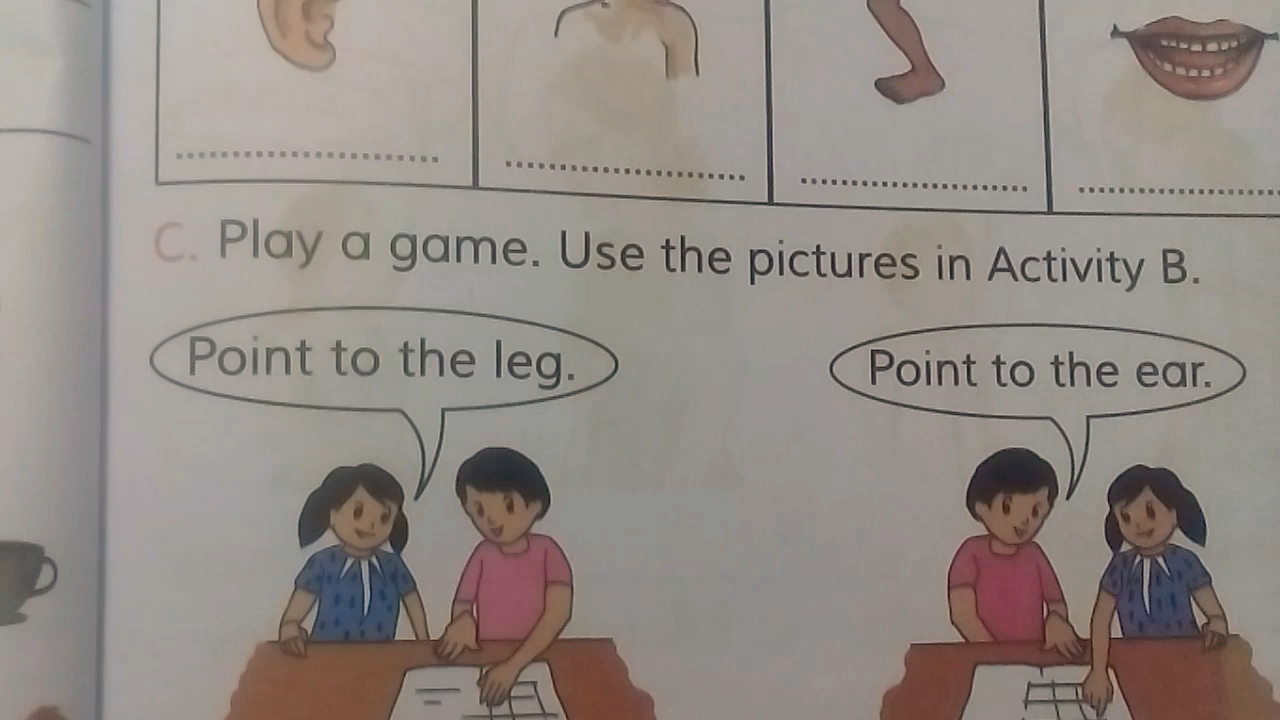 C. Play a game. Use the pictures in Activity B.
Point to the leg.
Point to the ear.